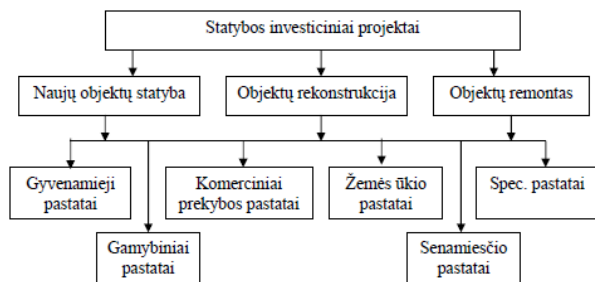 Statybos investiciniai projektai
Naujų objektų statyba
Objektų rekonstrukcija
Objektų remontas
Gyvenamieji
pastatai
Komerciniai
prekybos pastatai
Žemės ūkio
pastatai
Spec. pastatai
Gamybiniai
pastatai
Senamiesčio
pastatai